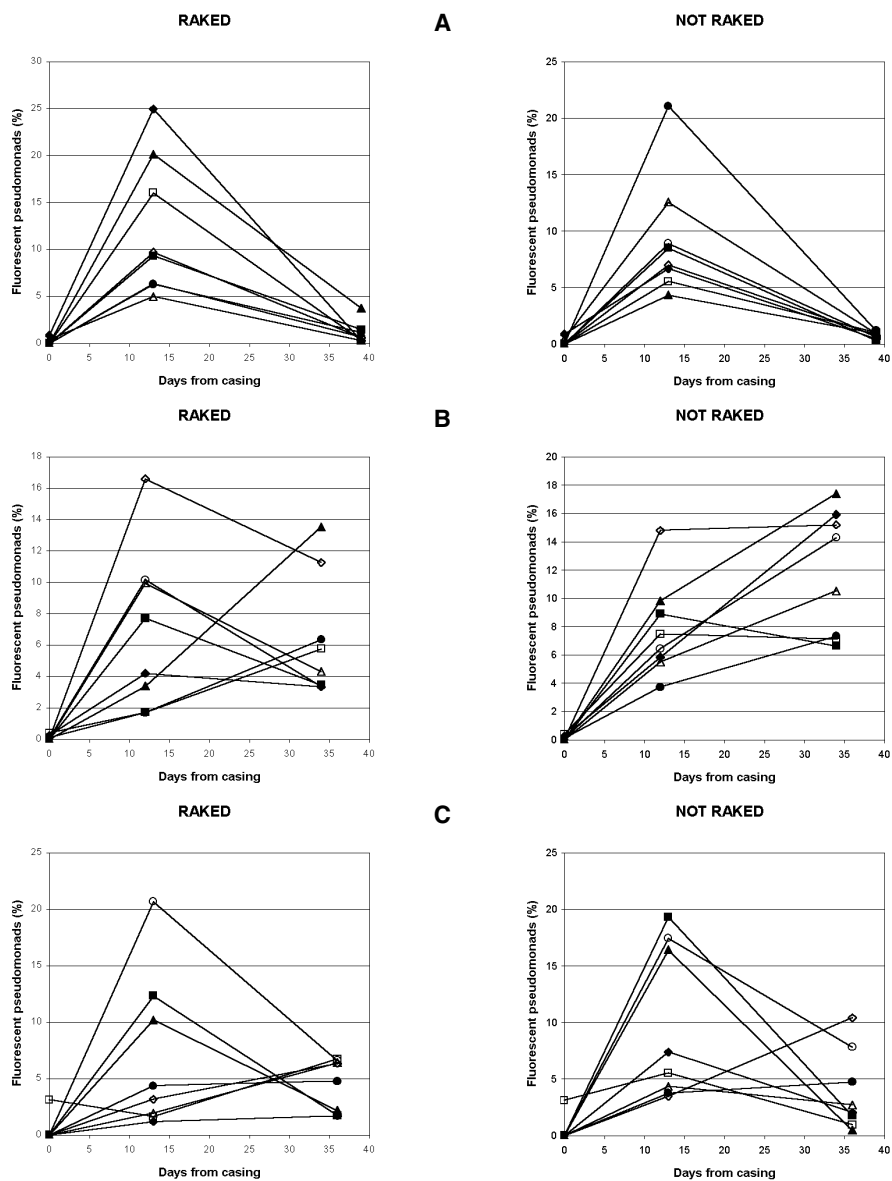 RAKED A NOT RAKED
Fluorescent pseudomonads (%)
30
25
20
15
10
5
0
0 5 10 15 20 25 30 35 40
Days from casing
Fluorescent pseudomonads (%)
25
20
15
10
5
0
0 5 10 15 20 25 30 35 40
Days from casing
RAKED B NOT RAKED
Fluorescent pseudomonads (%)
18
16
14
12
10
8
6
4
2
0
0 5 10 15 20 25 30 35 40
Days from casing
Fluorescent pseudomonads (%)
20
18
16
14
12
10
8
6
4
2
0
0 5 10 15 20 25 30 35 40
Days from casing
RAKED C NOT RAKED
Fluorescent pseudomonads (%)
25
20
15
10
5
0
0 5 10 15 20 25 30 35 40
Days from casing
Fluorescent pseudomonads (%)
25
20
15
10
5
0
0 5 10 15 20 25 30 35 40
Days from casing